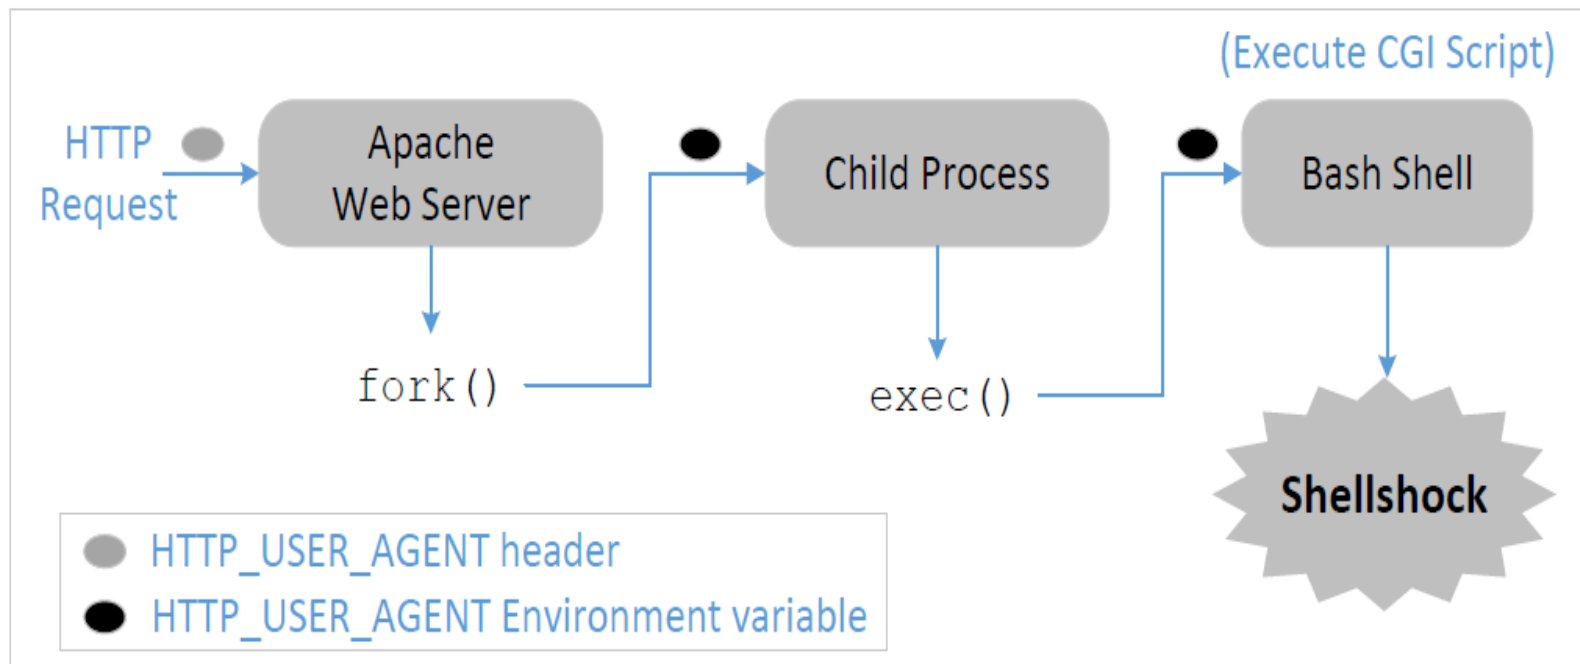 (Execute CGI Script)
HTTP
Request
Apache
Web Server
Child Process
Bash Shell
fork()
exec()
Shellshock
HTTP_USER_AGENT header
HTTP_USER_AGENT Environment variable